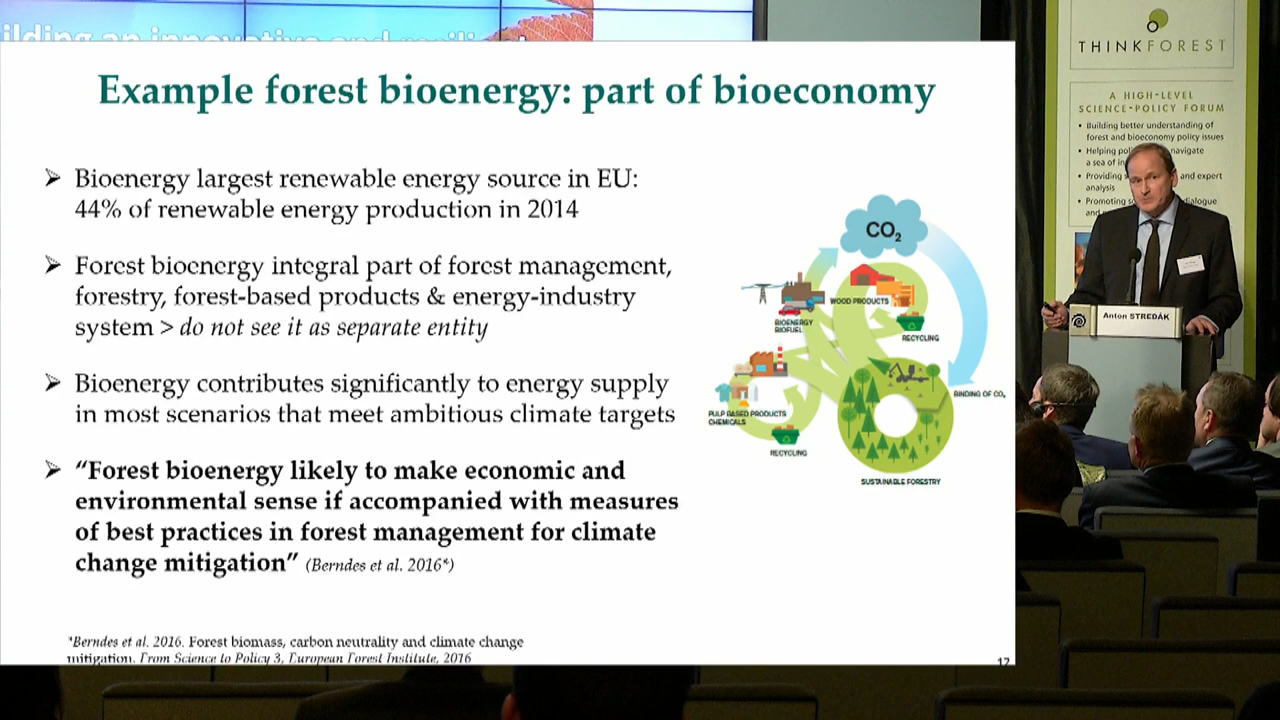 ilding an innovative and resilient
Example forest bioenergy: part of bioeconomy
Bioenergy largest renewable energy source in EU:
44% of renewable energy production in 2014
Forest bioenergy integral part of forest management,
forestry, forest-based products & energy-industry
system > do not see it as separate entity
Bioenergy contributes significantly to energy supply
in most scenarios that meet ambitious climate targets
“Forest bioenergy likely to make economic and
environmental sense if accompanied with measures
of best practices in forest management for climate
change mitigation” (Berndes et al. 2016*)
*Berndes et al. 2016. Forest biomass, carbon neutrality and climate change
mitigation. From Science to Policy 3, European Forest Institute, 2016
12
CO₂
WOOD PRODUCTS
BIOENERGY
BIOFUEL
RECYCLING
BINDING OF CO₂
PULP BASED PRODUCTS
CHEMICALS
RECYCLING
SUSTAINABLE FORESTRY
THINKFOREST
A HIGH-LEVEL
SCIENCE-POLICY FORUM
• Building better understanding of
forest and bioeconomy policy issues
• Helping navigate
a sea of
• Providing and expert
analysis
• Promoting dialogue
and
Anton STREDÁK